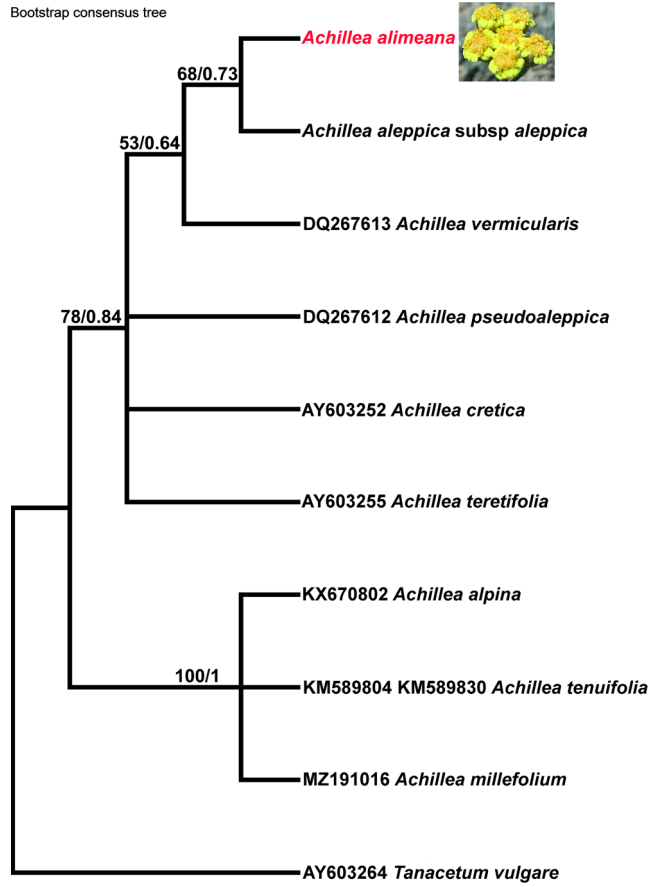 Bootstrap consensus tree
Achillea alimeana
68/0.73
Achillea aleppica subsp aleppica
53/0.64
DQ267613 Achillea vermicularis
78/0.84
DQ267612 Achillea pseudoaleppica
AY603252 Achillea cretica
AY603255 Achillea teretifolia
KX670802 Achillea alpina
100/1
KM589804 KM589830 Achillea tenuifolia
MZ191016 Achillea millefolium
AY603264 Tanacetum vulgare